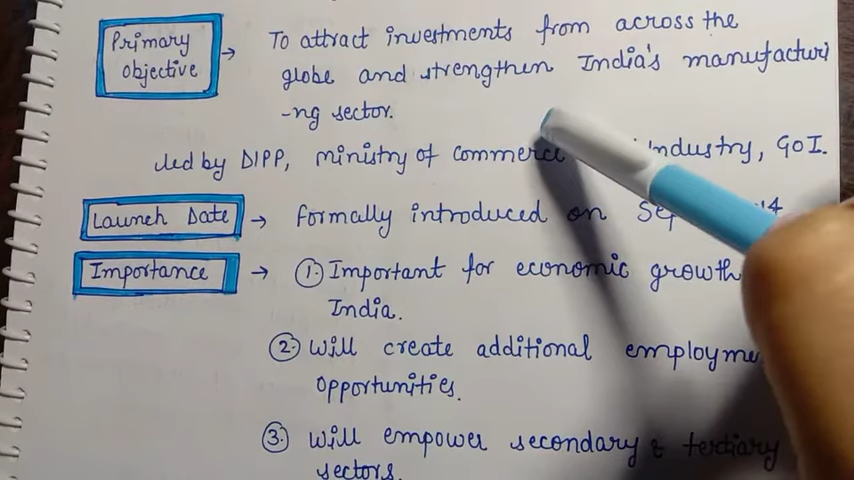 Primary Objective → To attract investments from across the
globe and strengthen India's manufacturi
-ng sector.
led by DIPP, ministry of commerce Industry, GOI.
Launch Date → formally introduced on
Importance → 1. Important for economic growth
India.
2. Will create additional
opportunities.
3. Will empower secondary & tertiary
sectors.